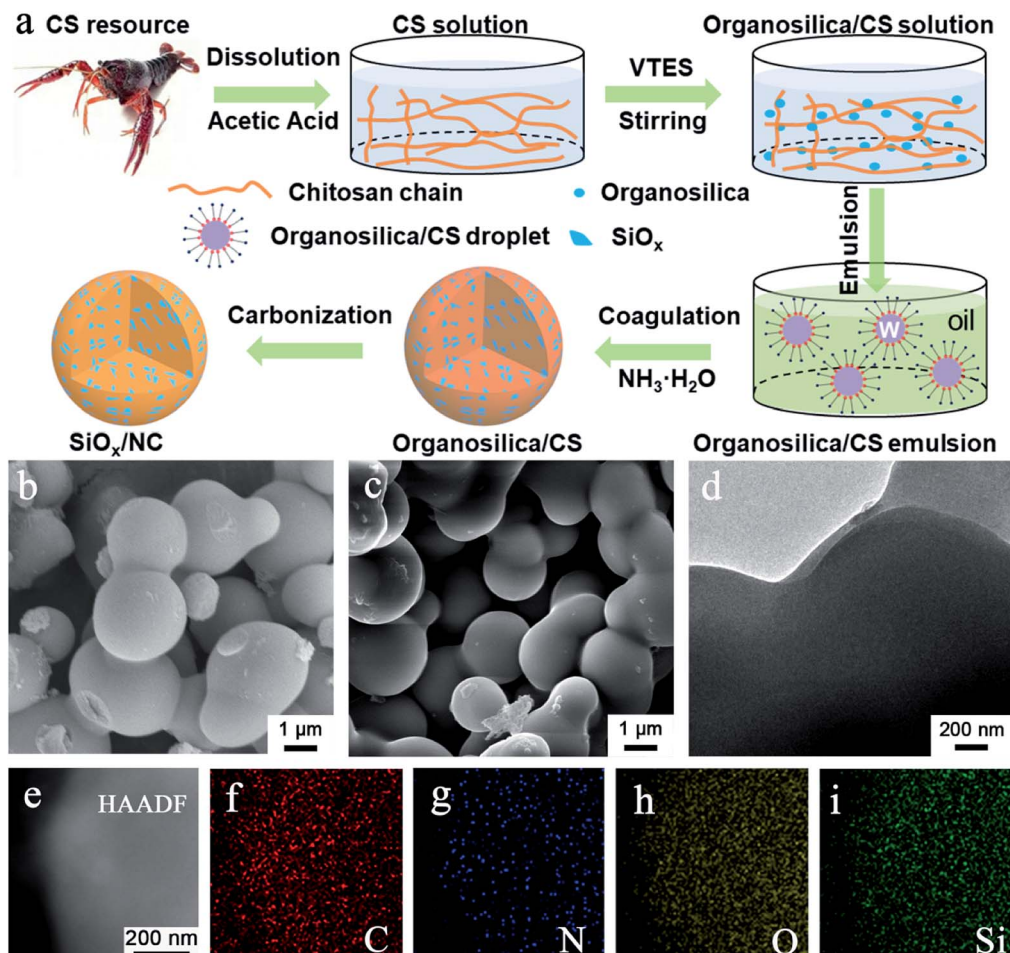 a
CS resource
CS solution
Organosilica/CS solution
Dissolution
Acetic Acid
VTES
Stirring
Chitosan chain
Organosilica
Organosilica/CS droplet
SiOₓ
Emulsion
Carbonization
Coagulation
NH₃·H₂O
W
oil
SiOₓ/NC
Organosilica/CS
Organosilica/CS emulsion
b
1 μm
c
1 μm
d
200 nm
e
HAADF
200 nm
f
C
g
N
h
O
i
Si